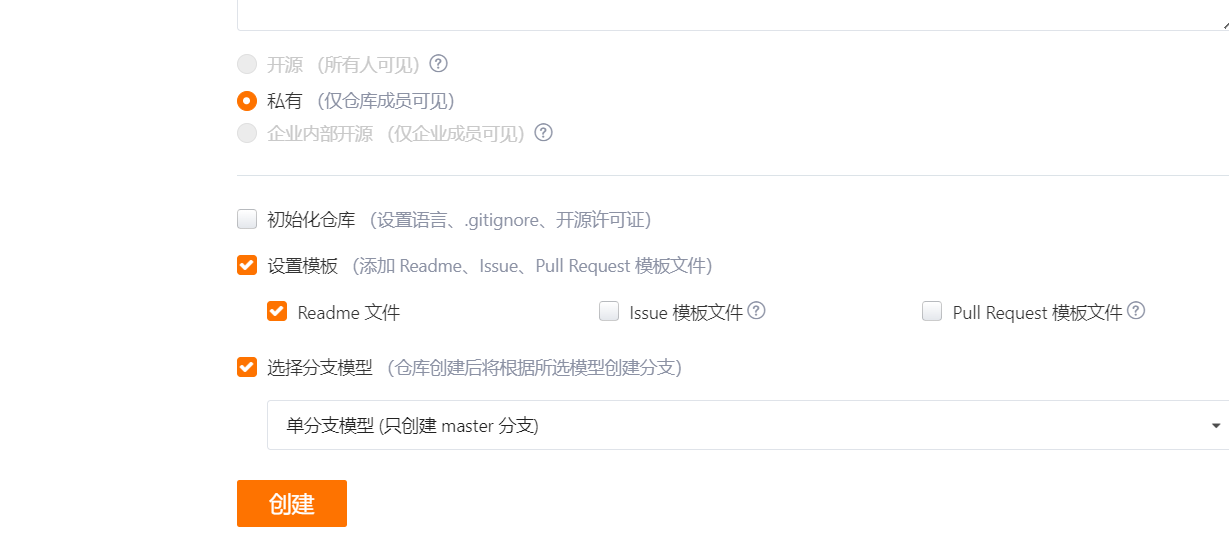 开源 （所有人可见）
私有 （仅仓库成员可见）
企业内部开源 （仅企业成员可见）
初始化仓库 （设置语言、.gitignore、开源许可证）
设置模板 （添加 Readme、Issue、Pull Request 模板文件）
Readme 文件 Issue 模板文件 Pull Request 模板文件
选择分支模型 （仓库创建后将根据所选模型创建分支）
单分支模型 (只创建 master 分支)
创建